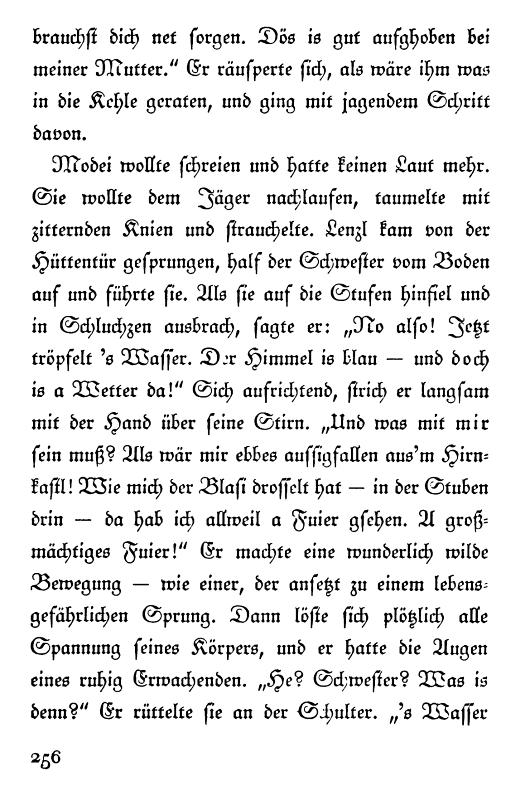 brauchst dich net sorgen. Dös is gut aufghoben bei
meiner Mutter.“ Er räusperte sich, als wäre ihm was
in die Kehle geraten, und ging mit jagendem Schritt
davon.
Modei wollte schreien und hatte keinen Laut mehr.
Sie wollte dem Jäger nachlaufen, taumelte mit
zitternden Knien und strauchelte. Lenzl kam von der
Hüttentür gesprungen, half der Schwester vom Boden
auf und führte sie. Als sie auf die Stufen hinfiel und
in Schluchzen ausbrach, sagte er: „No also! Jetzt
tröpfelt 's Wasser. Der Himmel is blau — und doch
is a Wetter da!“ Sich aufrichtend, strich er langsam
mit der Hand über seine Stirn. „Und was mit mir
sein muß? Als wär mir ebbes aussigfallen aus'm Hirn-
kastl! Wie mich der Blasi drosselt hat — in der Stuben
drin — da hab ich allweil a Fuier gsehen. A groß-
mächtiges Fuier!“ Er machte eine wunderlich wilde
Bewegung — wie einer, der ansetzt zu einem lebens-
gefährlichen Sprung. Dann löste sich plötzlich alle
Spannung seines Körpers, und er hatte die Augen
eines ruhig Erwachenden. „He? Schwester? Was is
denn?“ Er rüttelte sie an der Schulter. „'s Wasser
256